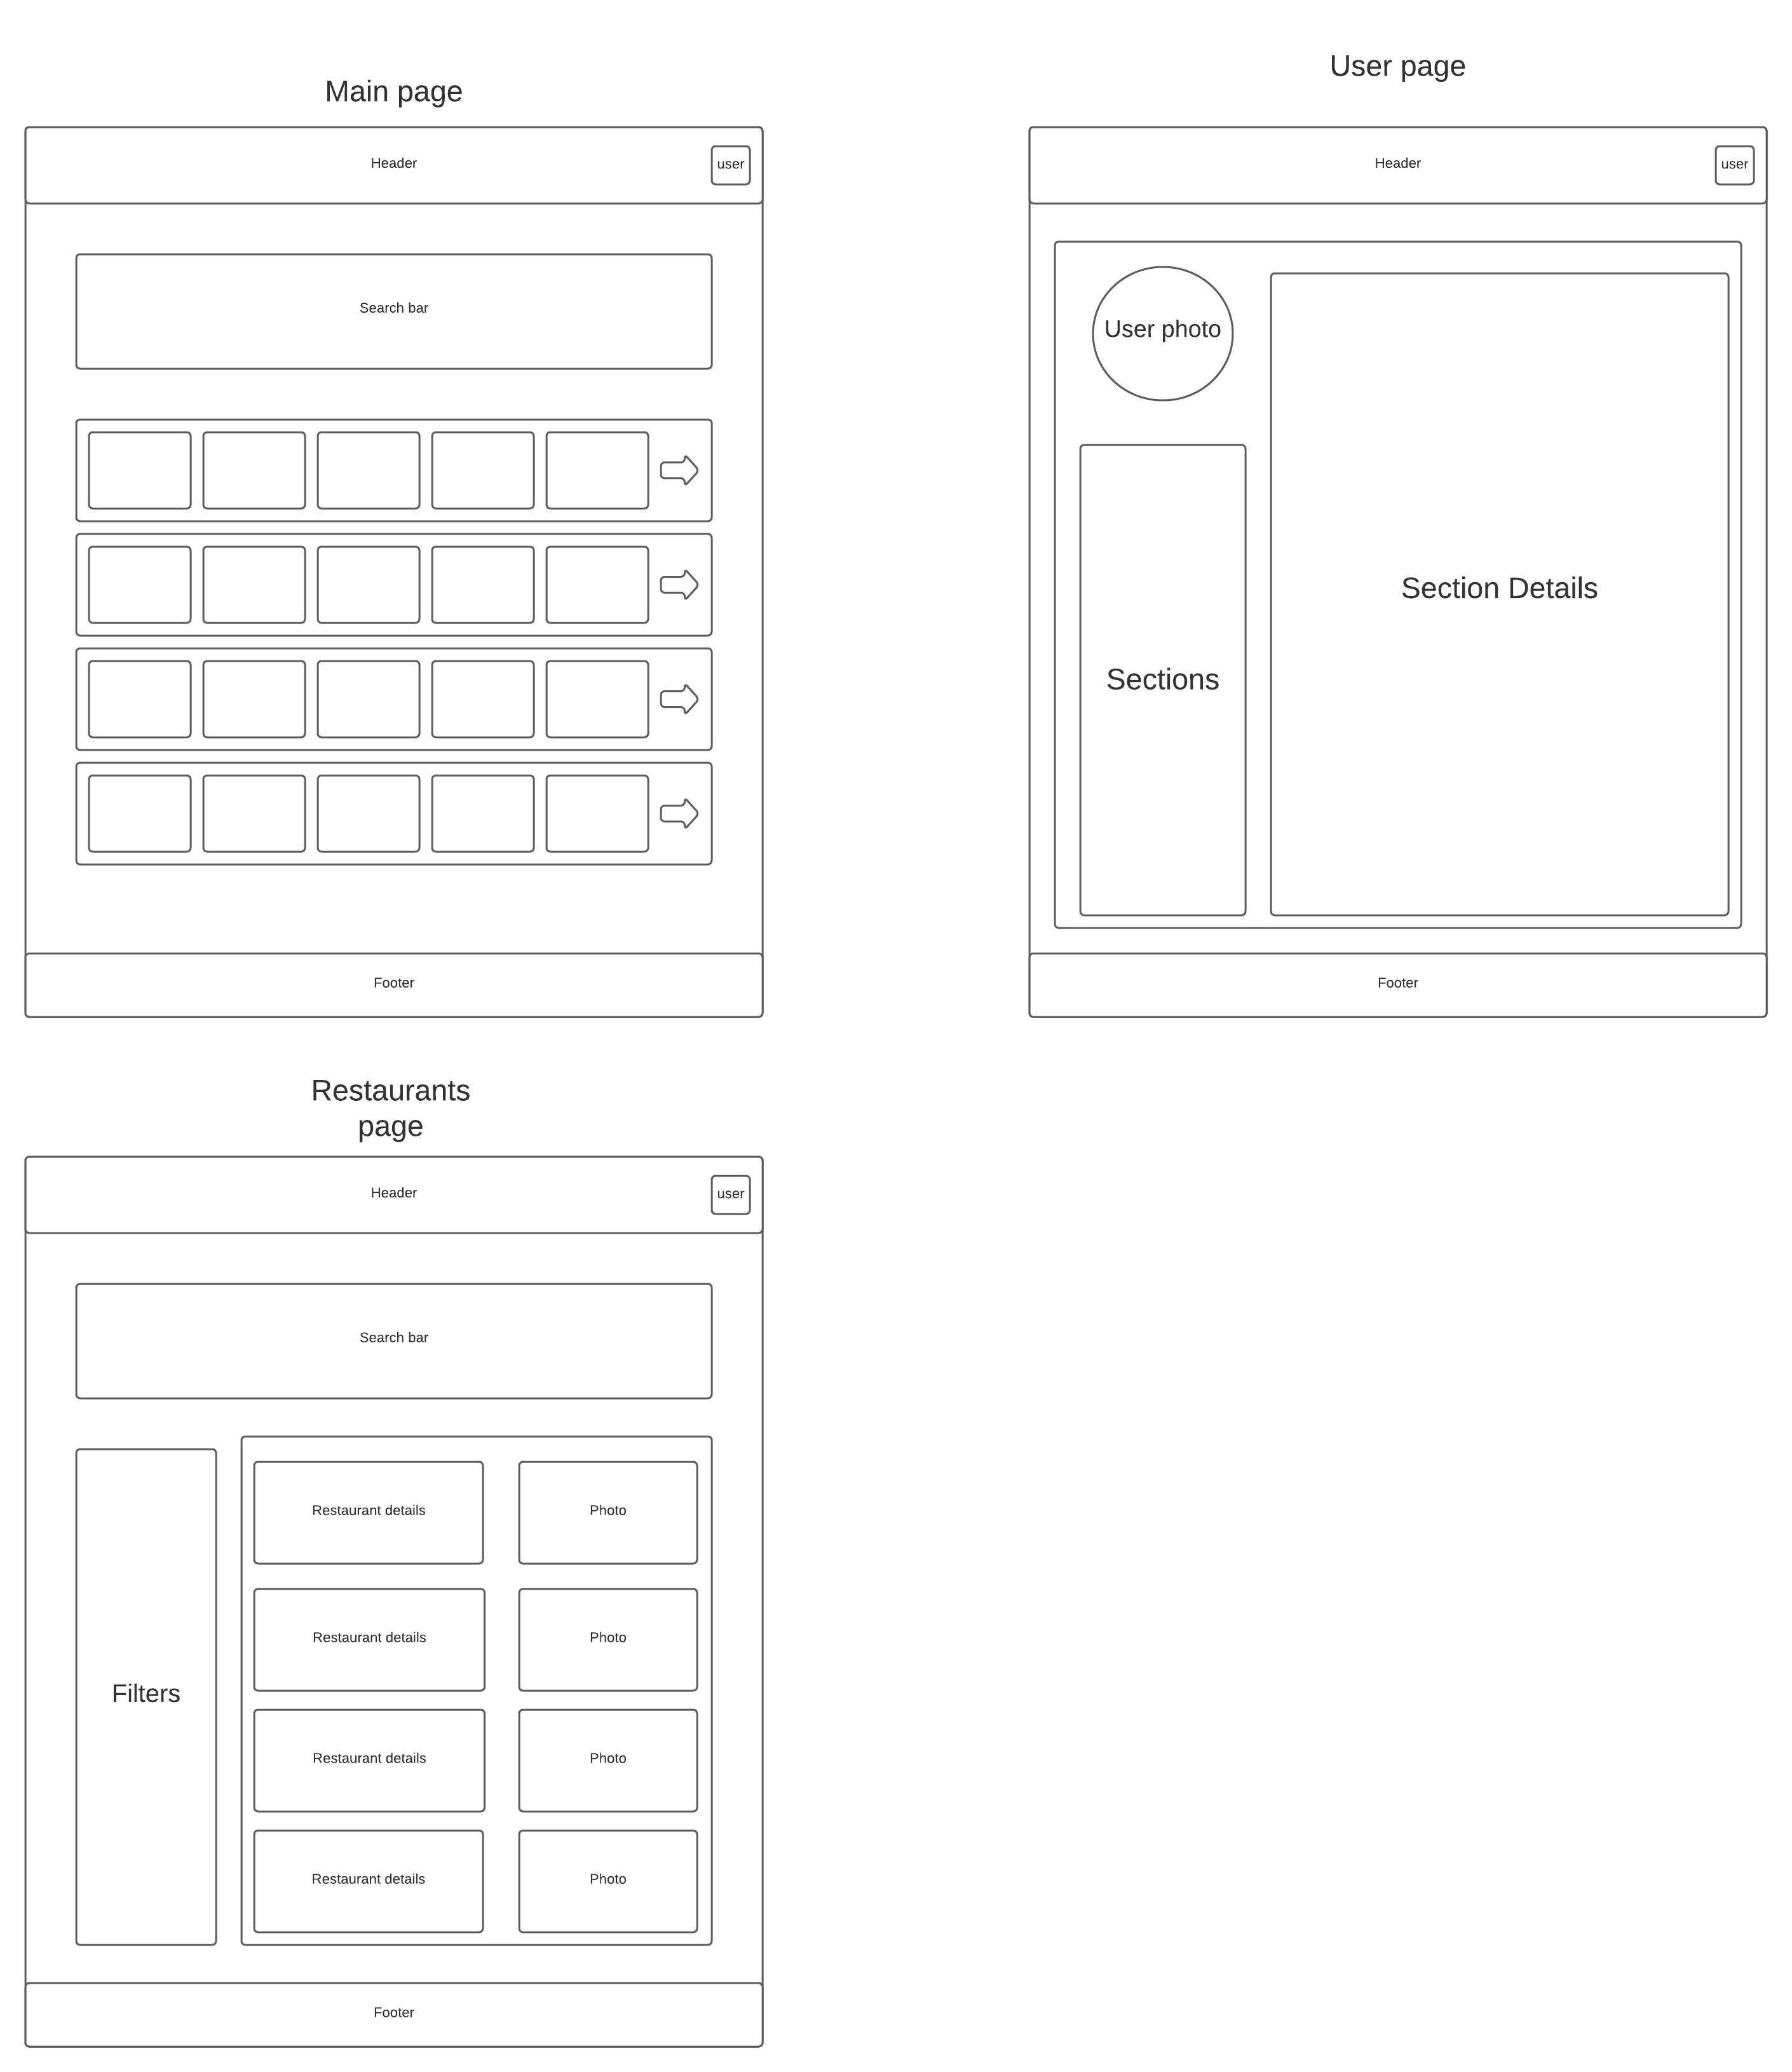 Main page
Header
user
Search bar
Footer
User page
Header
user
User photo
Sections
Section Details
Footer
Restaurants
page
Header
user
Search bar
Filters
Restaurant details
Photo
Restaurant details
Photo
Restaurant details
Photo
Restaurant details
Photo
Footer